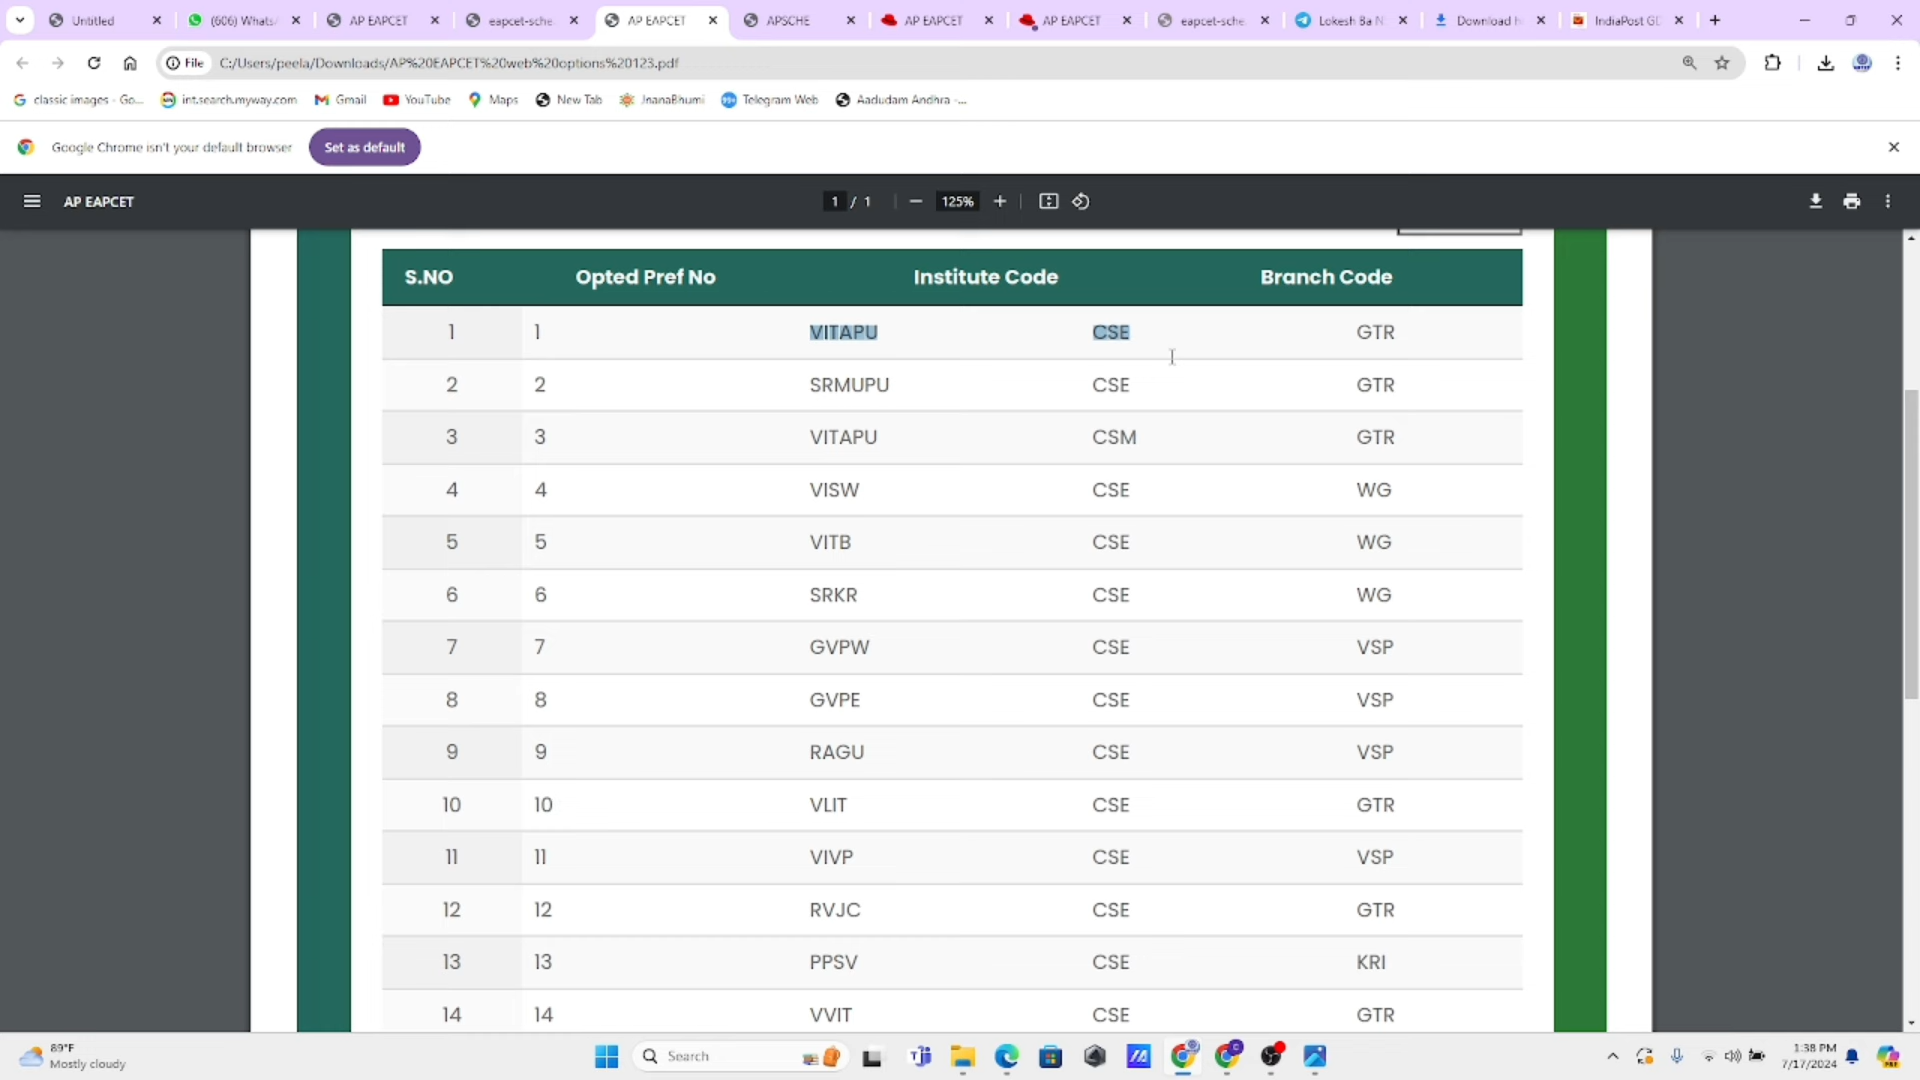 Untitled
(606) Whats
AP EAPCET
eapcet-sche
AP EAPCET
APSCHE
AP EAPCET
AP EAPCET
eapcet-sche
Lokesh Ba N
Download h
IndiaPost GD
File
C:/Users/peela/Downloads/AP%20EAPCET%20web%20options%20123.pdf
classic images - Go...
int.search.myway.com
Gmail
YouTube
Maps
New Tab
JnanaBhumi
Telegram Web
Aadudam Andhra -...
Google Chrome isn't your default browser
Set as default
AP EAPCET
1 / 1
125%
S.NO Opted Pref No Institute Code Branch Code
1 1 VITAPU CSE GTR
2 2 SRMUPU CSE GTR
3 3 VITAPU CSM GTR
4 4 VISW CSE WG
5 5 VITB CSE WG
6 6 SRKR CSE WG
7 7 GVPW CSE VSP
8 8 GVPE CSE VSP
9 9 RAGU CSE VSP
10 10 VLIT CSE GTR
11 11 VIVP CSE VSP
12 12 RVJC CSE GTR
13 13 PPSV CSE KRI
14 14 VVIT CSE GTR
89°F
Mostly cloudy
Search
1:38 PM
7/17/2024